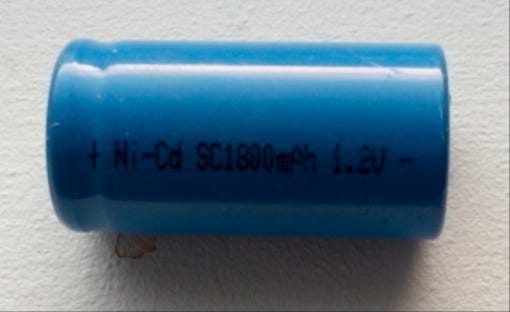 + Ni-Cd SC1800mAh 1.2V -